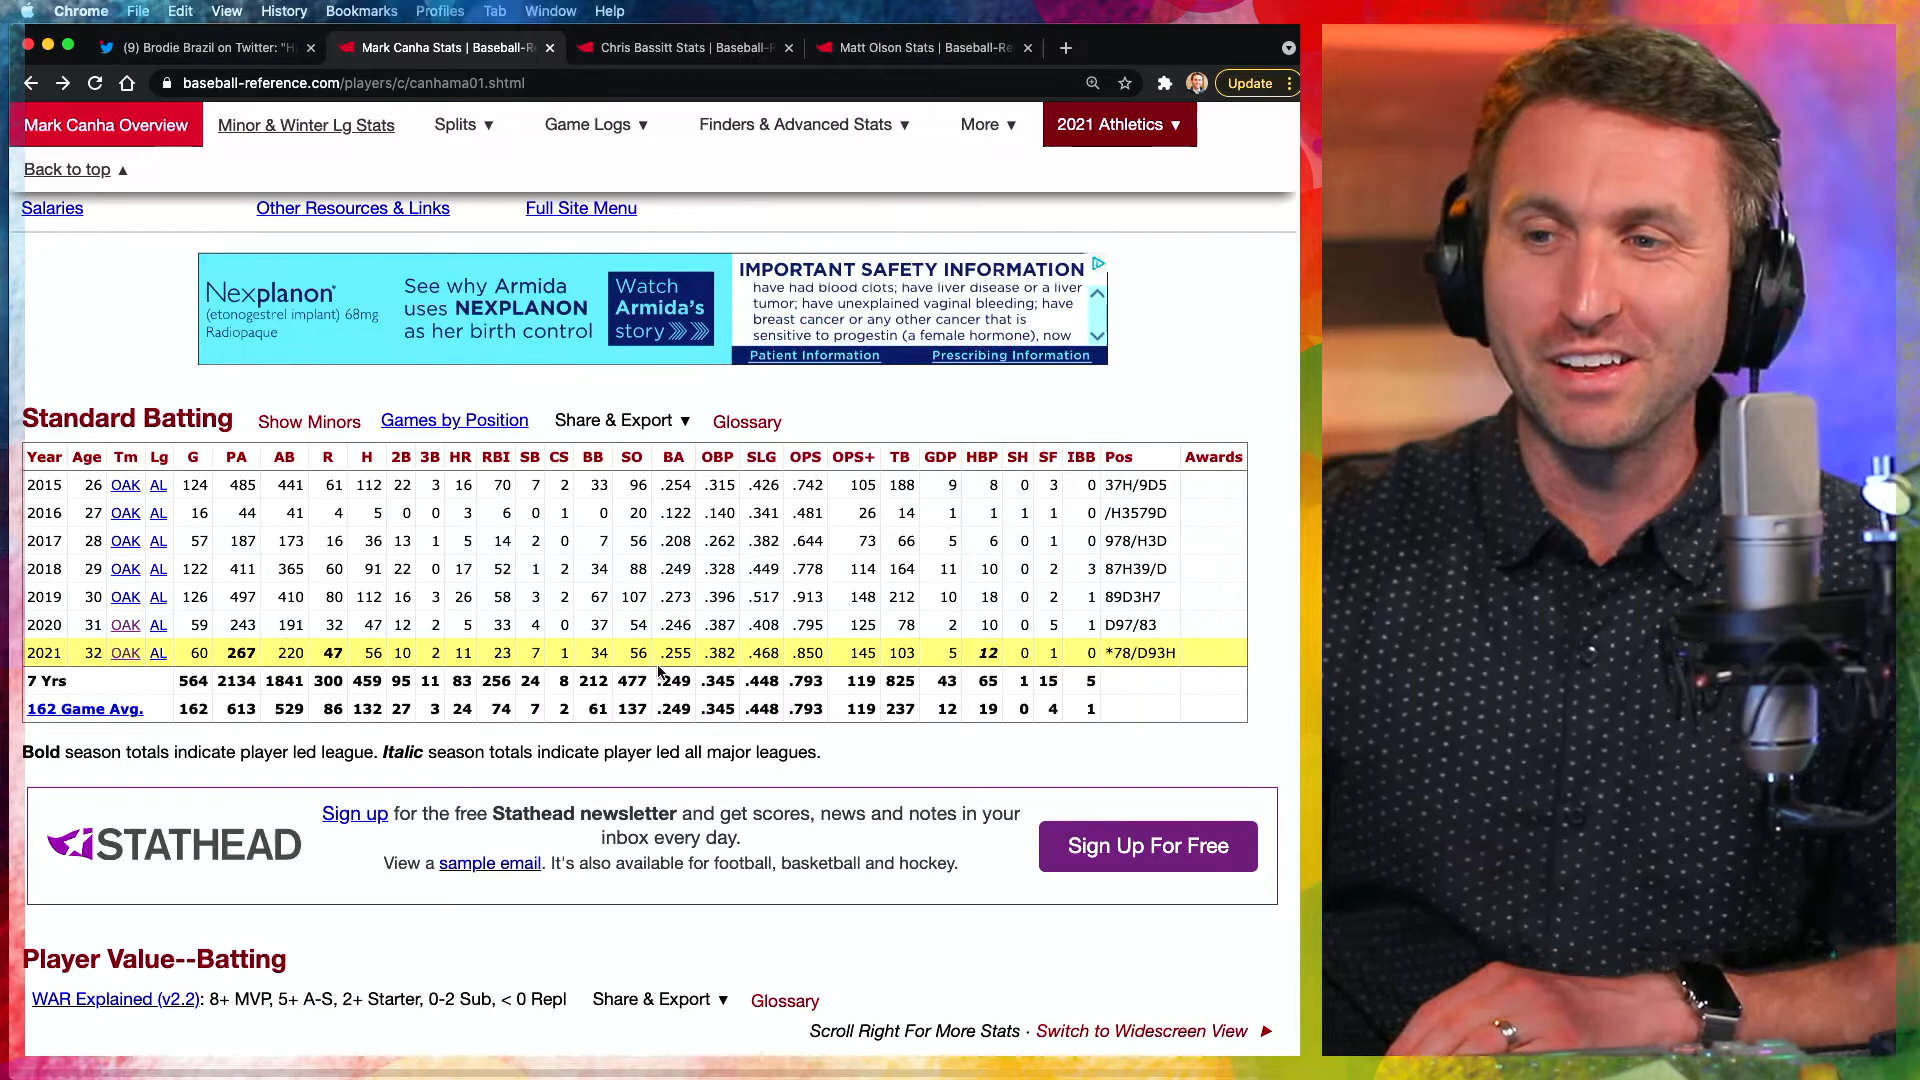 Chrome File Edit View History Bookmarks Profiles Tab Window Help
(9) Brodie Brazil on Twitter: "H Mark Canha Stats | Baseball-R Chris Bassitt Stats | Baseball-R Matt Olson Stats | Baseball-Re
baseball-reference.com/players/c/canhama01.shtml Update
Mark Canha Overview Minor & Winter Lg Stats Splits ▼ Game Logs ▼ Finders & Advanced Stats ▼ More ▼ 2021 Athletics ▼
Back to top ▲
Salaries Other Resources & Links Full Site Menu
Nexplanon
(etonogestrel implant) 68mg
Radiopaque
See why Armida
uses NEXPLANON
as her birth control
Watch
Armida's
story
IMPORTANT SAFETY INFORMATION
have had blood clots; have liver disease or a liver
tumor; have unexplained vaginal bleeding; have
breast cancer or any other cancer that is
sensitive to progestin (a female hormone), now
Patient Information Prescribing Information
Standard Batting Show Minors Games by Position Share & Export ▼ Glossary
Year Age Tm Lg G PA AB R H 2B 3B HR RBI SB CS BB SO BA OBP SLG OPS OPS+ TB GDP HBP SH SF IBB Pos Awards
2015 26 OAK AL 124 485 441 61 112 22 3 16 70 7 2 33 96 .254 .315 .426 .742 105 188 9 8 0 3 0 37H/9D5
2016 27 OAK AL 16 44 41 4 5 0 0 3 6 0 1 0 20 .122 .140 .341 .481 26 14 1 1 1 1 0 /H3579D
2017 28 OAK AL 57 187 173 16 36 13 1 5 14 2 0 7 56 .208 .262 .382 .644 73 66 5 6 0 1 0 978/H3D
2018 29 OAK AL 122 411 365 60 91 22 0 17 52 1 2 34 88 .249 .328 .449 .778 114 164 11 10 0 2 3 87H39/D
2019 30 OAK AL 126 497 410 80 112 16 3 26 58 3 2 67 107 .273 .396 .517 .913 148 212 10 18 0 2 1 89D3H7
2020 31 OAK AL 59 243 191 32 47 12 2 5 33 4 0 37 54 .246 .387 .408 .795 125 78 2 10 0 5 1 D97/83
2021 32 OAK AL 60 267 220 47 56 10 2 11 23 7 1 34 56 .255 .382 .468 .850 145 103 5 12 0 1 0 *78/D93H
7 Yrs 564 2134 1841 300 459 95 11 83 256 24 8 212 477 .249 .345 .448 .793 119 825 43 65 1 15 5
162 Game Avg. 162 613 529 86 132 27 3 24 74 7 2 61 137 .249 .345 .448 .793 119 237 12 19 0 4 1
Bold season totals indicate player led league. Italic season totals indicate player led all major leagues.
STATHEAD
Sign up for the free Stathead newsletter and get scores, news and notes in your
inbox every day.
View a sample email. It's also available for football, basketball and hockey.
Sign Up For Free
Player Value--Batting
WAR Explained (v2.2): 8+ MVP, 5+ A-S, 2+ Starter, 0-2 Sub, < 0 Repl Share & Export ▼ Glossary
Scroll Right For More Stats · Switch to Widescreen View ►